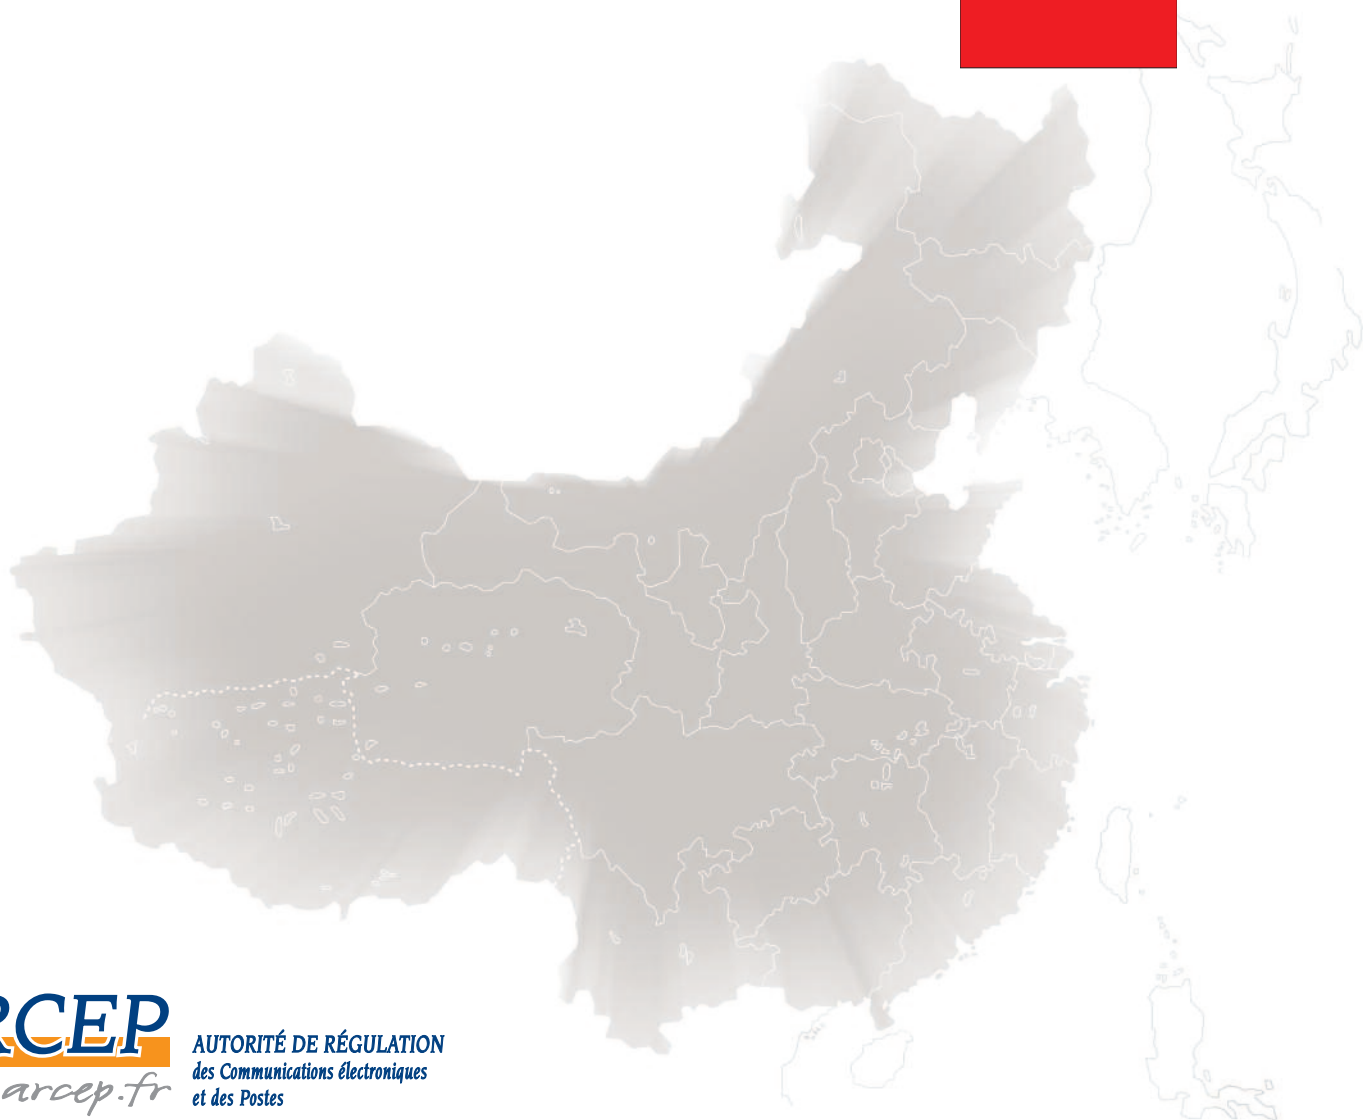 RCEP
arcep.fr
AUTORITÉ DE RÉGULATION
des Communications électroniques
et des Postes